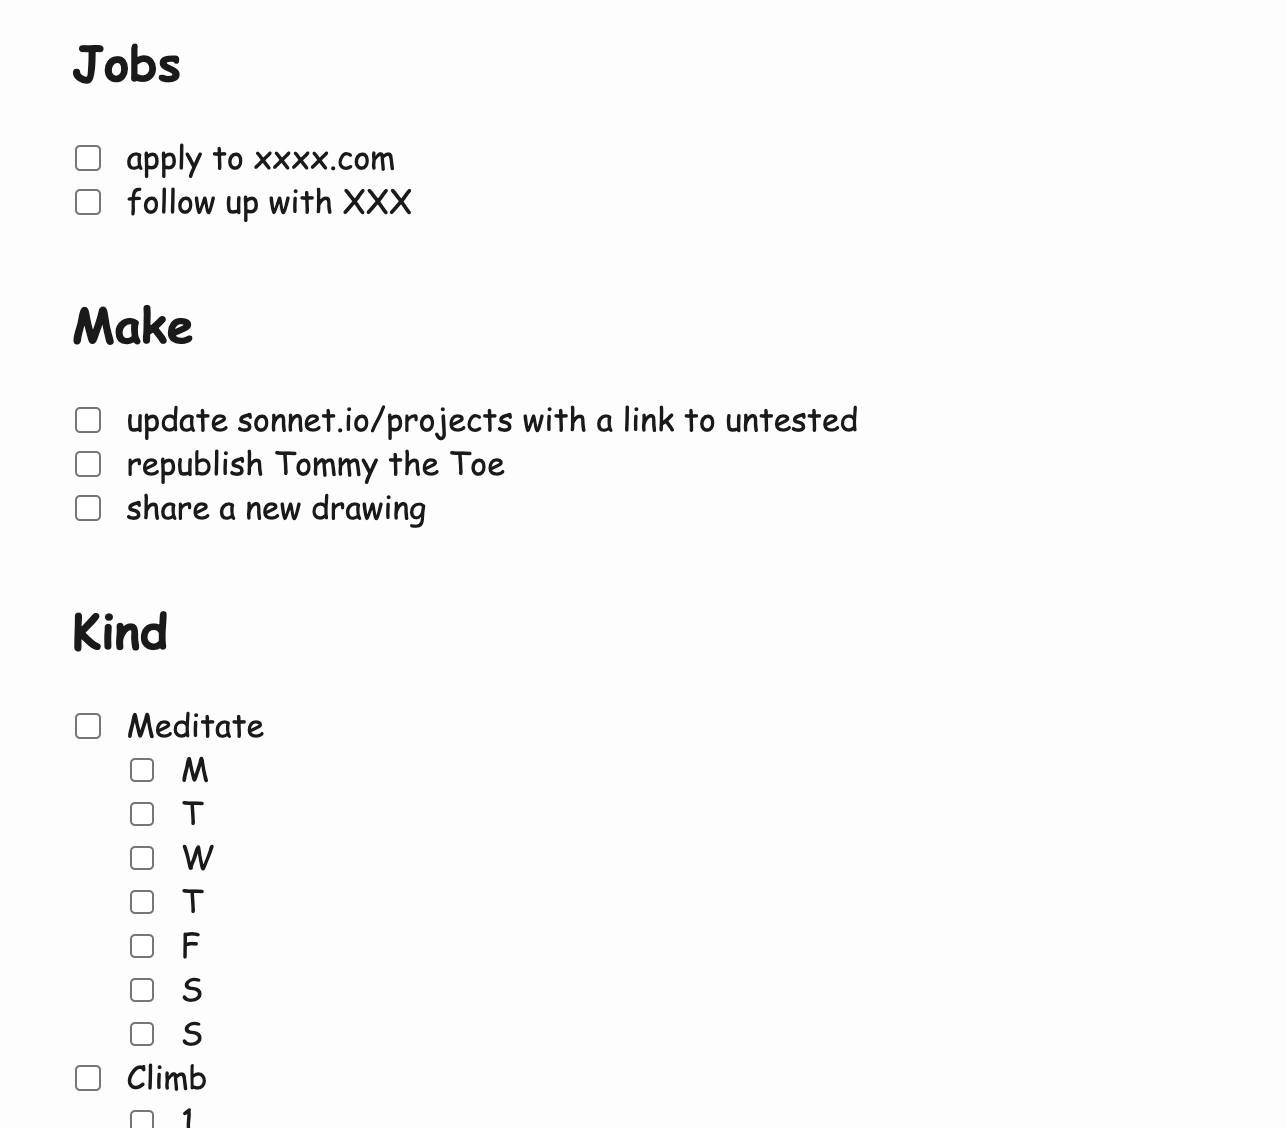 Jobs
apply to xxxx.com
follow up with XXX
Make
update sonnet.io/projects with a link to untested
republish Tommy the Toe
share a new drawing
Kind
Meditate
M
T
W
T
F
S
S
Climb
1